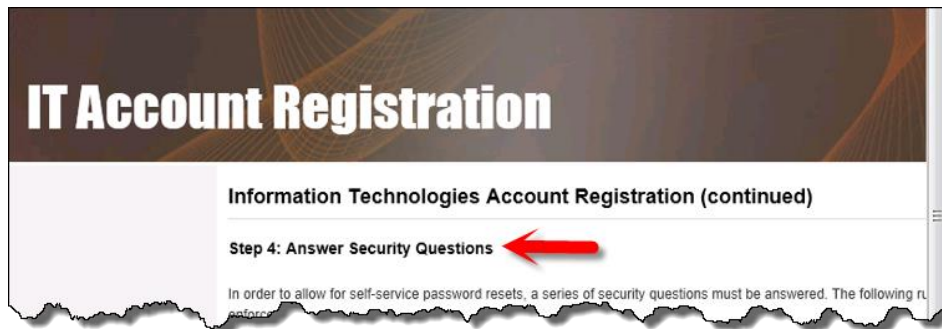 IT Account Registration
Information Technologies Account Registration (continued)
Step 4: Answer Security Questions
In order to allow for self-service password resets, a series of security questions must be answered. The following
enforce